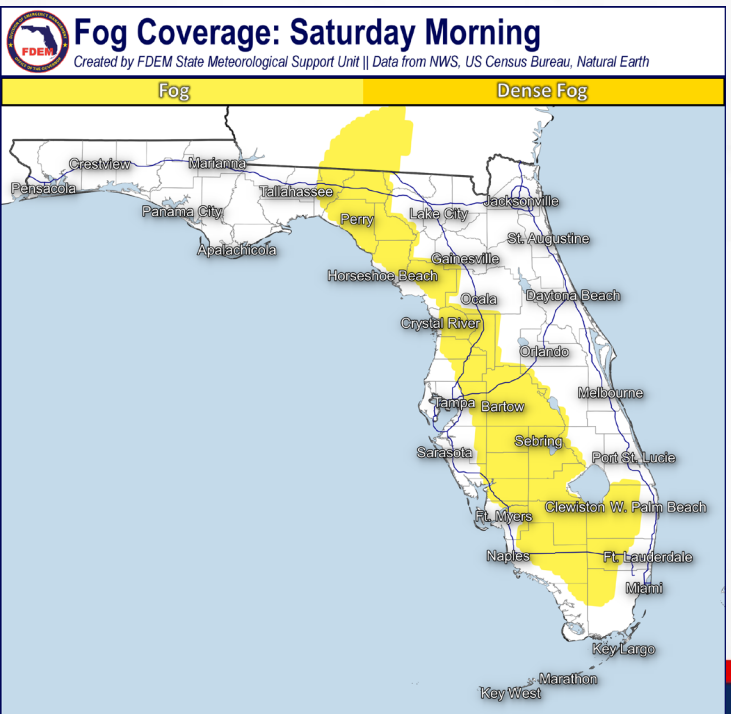 FDEM
Fog Coverage: Saturday Morning
Created by FDEM State Meteorological Support Unit || Data from NWS, US Census Bureau, Natural Earth
Fog
Dense Fog
Crestview
Marianna
Pensacola
Tallahassee
Panama City
Perry
Lake City
Jacksonville
Apalachicola
St. Augustine
Gainesville
Horseshoe Beach
Ocala
Daytona Beach
Crystal River
Orlando
Tampa
Bartow
Melbourne
Sebring
Sarasota
Port St. Lucie
Clewiston
W. Palm Beach
Ft. Myers
Naples
Ft. Lauderdale
Miami
Key Largo
Marathon
Key West